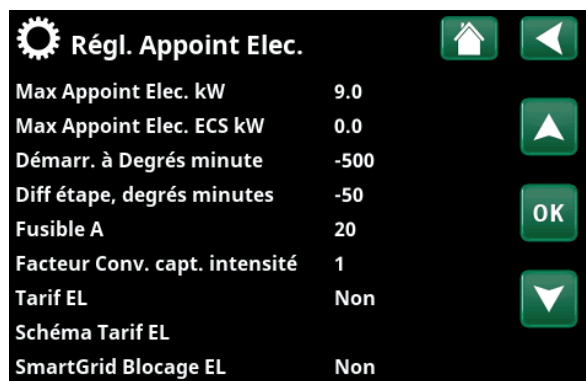 Régl. Appoint Elec.
Max Appoint Elec. kW 9.0
Max Appoint Elec. ECS kW 0.0
Démarr. à Degrés minute -500
Diff étape, degrés minutes -50
Fusible A 20
Facteur Conv. capt. intensité 1
Tarif EL Non
Schéma Tarif EL
SmartGrid Blocage EL Non
OK